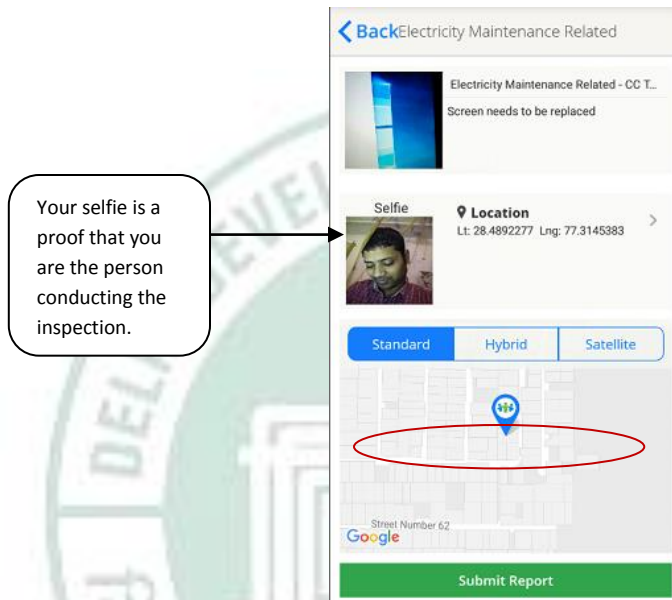 Back Electricity Maintenance Related
Electricity Maintenance Related - CC T...
Screen needs to be replaced
Your selfie is a
proof that you
are the person
conducting the
inspection.
Selfie
Location
Lt: 28.4892277 Lng: 77.3145383
Standard Hybrid Satellite
Street Number 62
Google
Submit Report